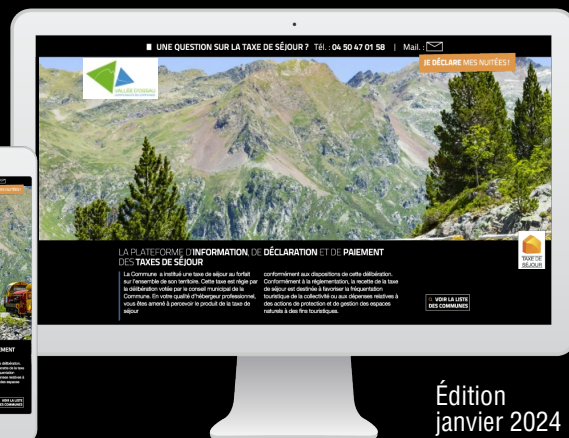 UNE QUESTION SUR LA TAXE DE SÉJOUR ? Tél. : 04 50 47 01 58 | Mail. :
JE DÉCLARE MES NUITÉES !
VALLÉE D'OSSAU
LA PLATEFORME D'INFORMATION, DE DÉCLARATION ET DE PAIEMENT
DES TAXES DE SÉJOUR
La Commune a institué une taxe de séjour au forfait
sur l'ensemble de son territoire. Cette taxe est régie par
la délibération votée par le conseil municipal de la
Commune. En votre qualité d'hébergeur professionnel,
vous êtes amené à percevoir le produit de la taxe de
séjour
conformément aux dispositions de cette délibération.
Conformément à la réglementation, la recette de la taxe
de séjour est destinée à favoriser la fréquentation
touristique de la collectivité ou aux dépenses relatives à
des actions de protection et de gestion des espaces
naturels à des fins touristiques.
TAXE DE
SÉJOUR
VOIR LA LISTE
DES COMMUNES
EMENT
VOIR LA LISTE
DES COMMUNES
Édition
janvier 2024